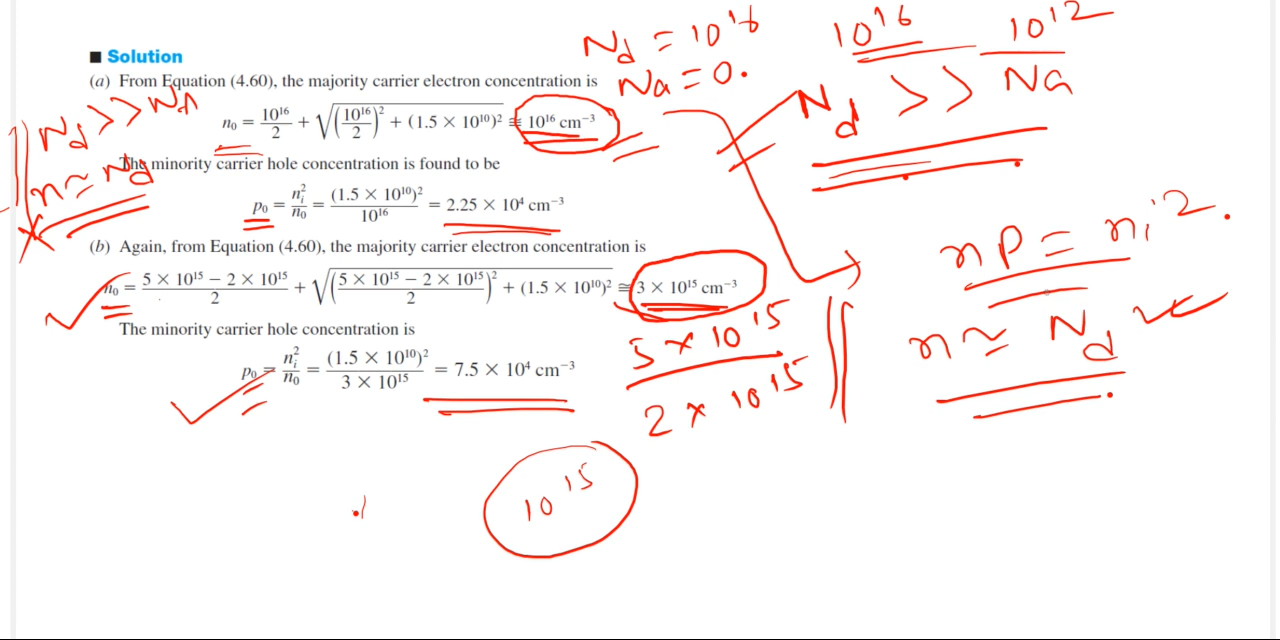 ■ Solution
(a) From Equation (4.60), the majority carrier electron concentration is
n₀ = 10¹⁶/2 + √((10¹⁶/2)² + (1.5 × 10¹⁰)²) ≅ 10¹⁶ cm⁻³
The minority carrier hole concentration is found to be
p₀ = nᵢ²/n₀ = (1.5 × 10¹⁰)²/10¹⁶ = 2.25 × 10⁴ cm⁻³
(b) Again, from Equation (4.60), the majority carrier electron concentration is
n₀ = (5 × 10¹⁵ − 2 × 10¹⁵)/2 + √(((5 × 10¹⁵ − 2 × 10¹⁵)/2)² + (1.5 × 10¹⁰)²) ≅ 3 × 10¹⁵ cm⁻³
The minority carrier hole concentration is
p₀ = nᵢ²/n₀ = (1.5 × 10¹⁰)²/(3 × 10¹⁵) = 7.5 × 10⁴ cm⁻³
Nd = 10¹⁶
Na = 0.
10¹⁶ 10¹²
Nd >> Na
Nd >> NA
n ≃ Nd
np = nᵢ².
n ≃ Nd
5 × 10¹⁵
2 × 10¹⁵
10¹⁵